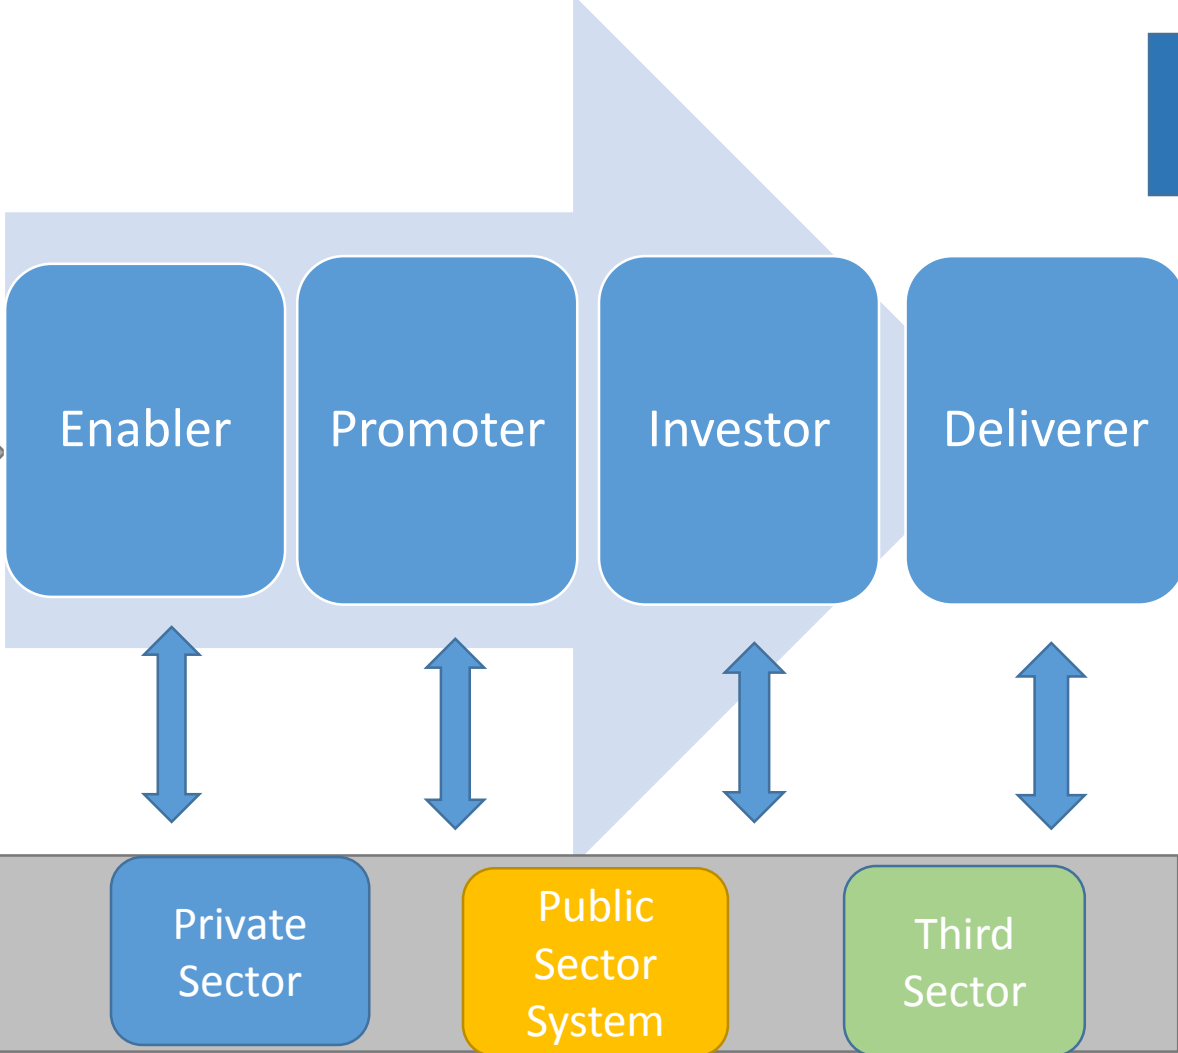 Enabler
Promoter
Investor
Deliverer
Private
Sector
Public
Sector
System
Third
Sector